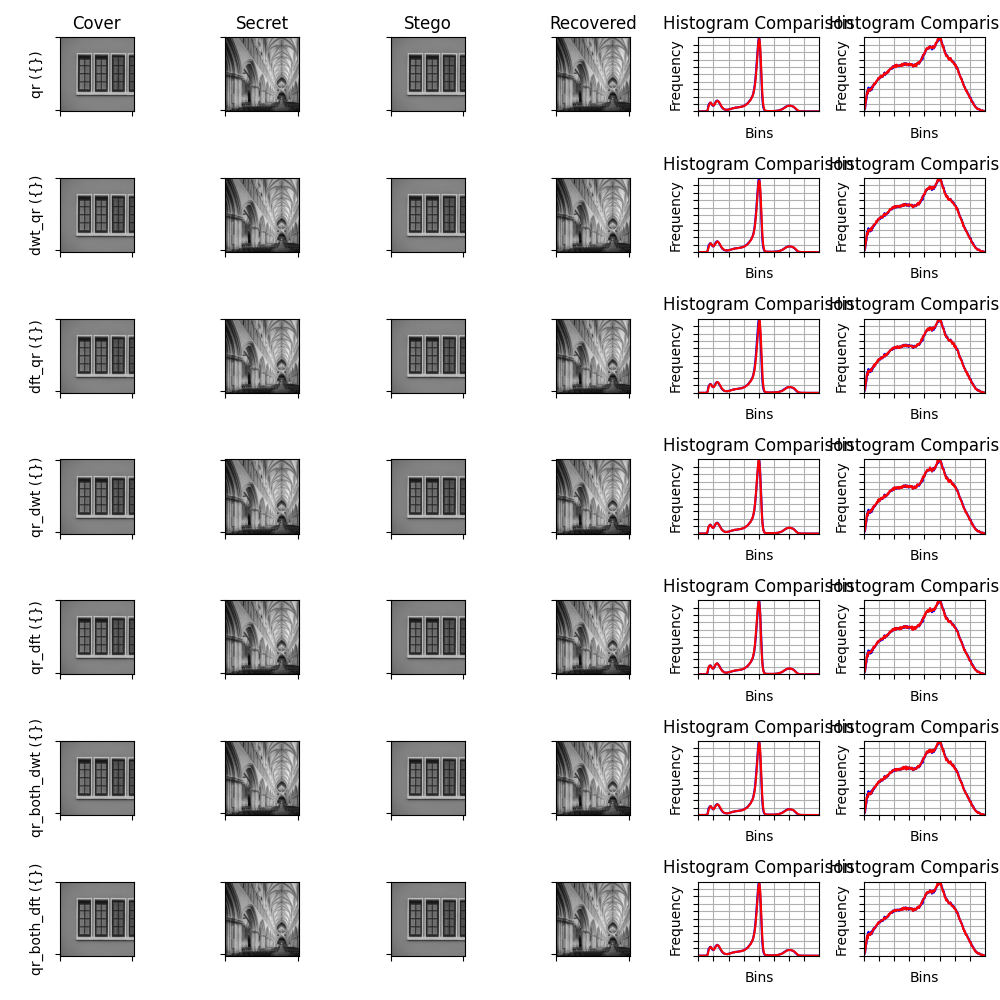 Cover Secret Stego Recovered Histogram Comparison Histogram Comparis
qr ({})
Frequency
Bins
Frequency
Bins
Histogram Comparison Histogram Comparis
dwt_qr ({})
Frequency
Bins
Frequency
Bins
Histogram Comparison Histogram Comparis
dft_qr ({})
Frequency
Bins
Frequency
Bins
Histogram Comparison Histogram Comparis
qr_dwt ({})
Frequency
Bins
Frequency
Bins
Histogram Comparison Histogram Comparis
qr_dft ({})
Frequency
Bins
Frequency
Bins
Histogram Comparison Histogram Comparis
qr_both_dwt ({})
Frequency
Bins
Frequency
Bins
Histogram Comparison Histogram Comparis
qr_both_dft ({})
Frequency
Bins
Frequency
Bins